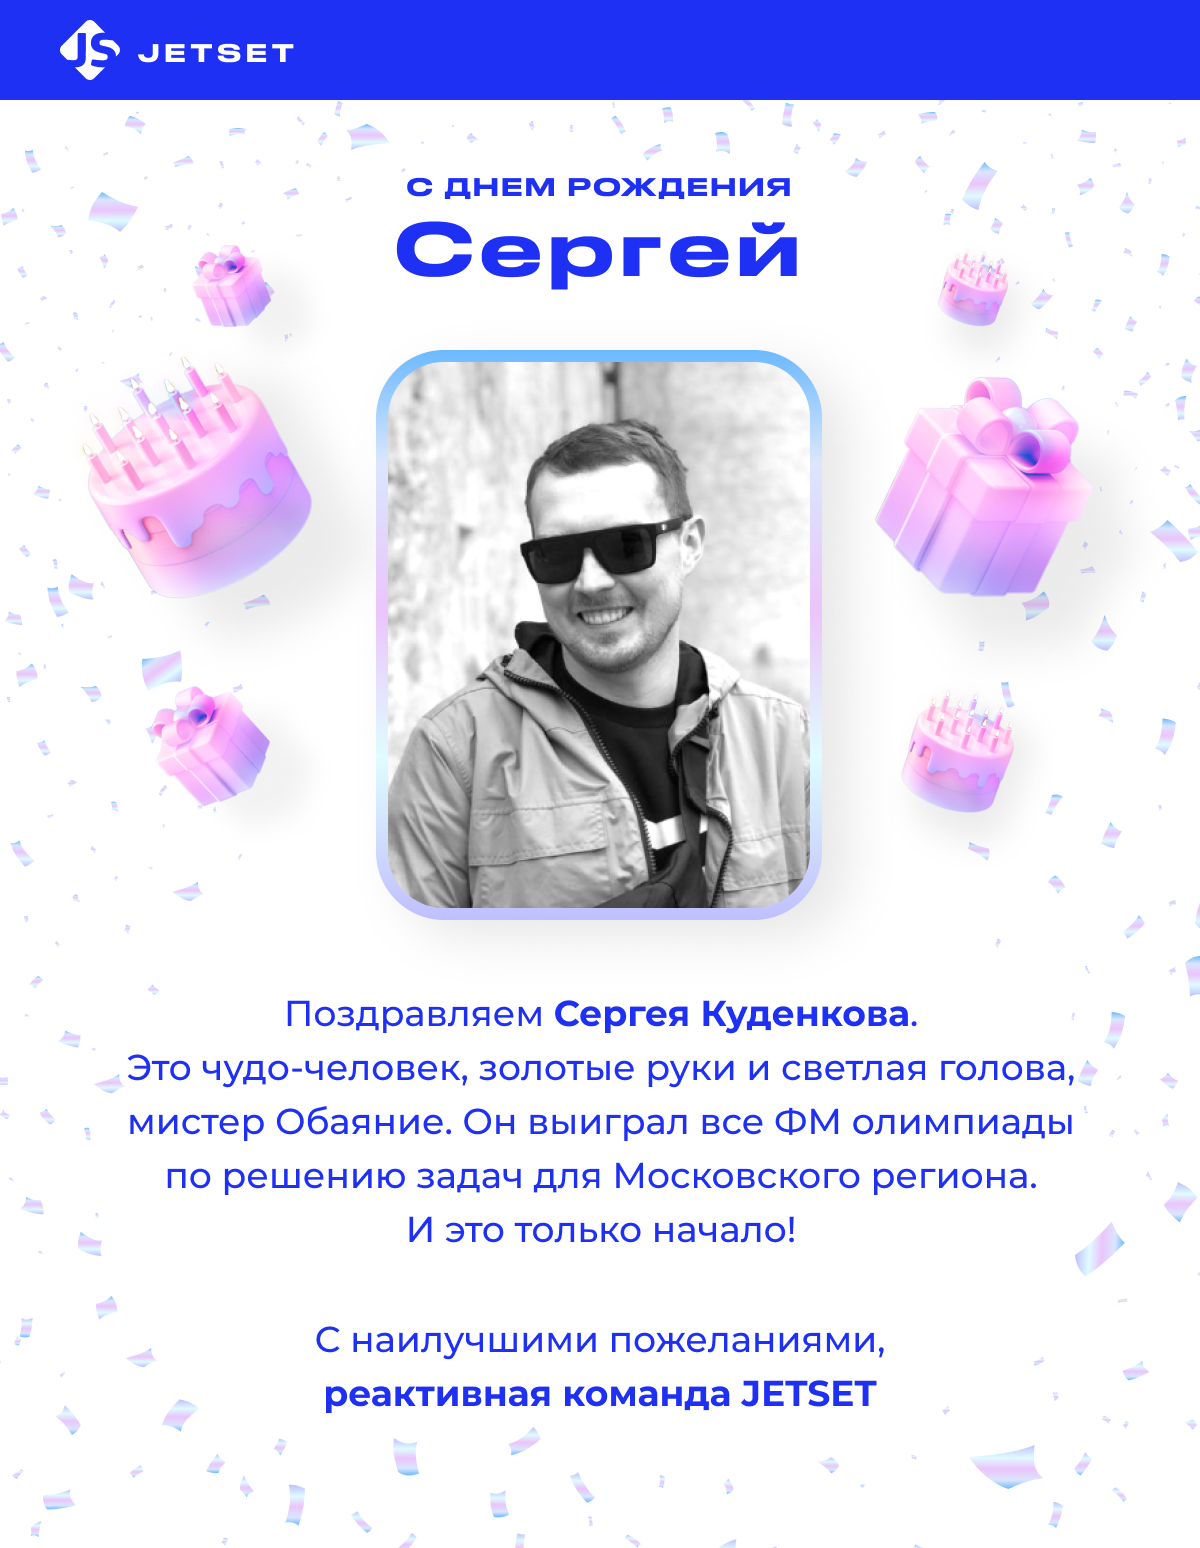 JS JETSET
С ДНЕМ РОЖДЕНИЯ
Сергей
Поздравляем Сергея Куденкова.
Это чудо-человек, золотые руки и светлая голова,
мистер Обаяние. Он выиграл все ФМ олимпиады
по решению задач для Московского региона.
И это только начало!
С наилучшими пожеланиями,
реактивная команда JETSET